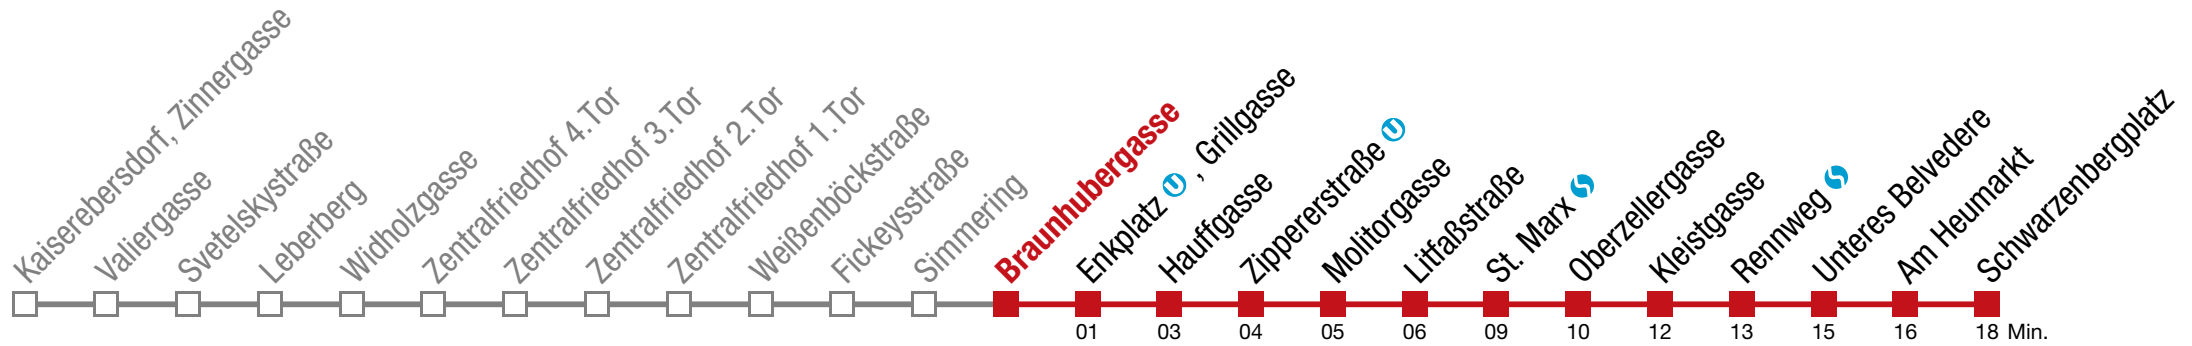 Kaiserebersdorf, Zinnergasse
Valiergasse
Svetelskystraße
Leberberg
Widholzgasse
Zentralfriedhof 4.Tor
Zentralfriedhof 3.Tor
Zentralfriedhof 2.Tor
Zentralfriedhof 1.Tor
Weißenböckstraße
Fickeysstraße
Simmering
Braunhubergasse
Enkplatz U , Grillgasse
Hauffgasse
Zippererstraße U
Molitorgasse
Litfaßstraße
St. Marx S
Oberzellergasse
Kleistgasse
Rennweg S
Unteres Belvedere
Am Heumarkt
Schwarzenbergplatz
01 03 04 05 06 09 10 12 13 15 16 18 Min.